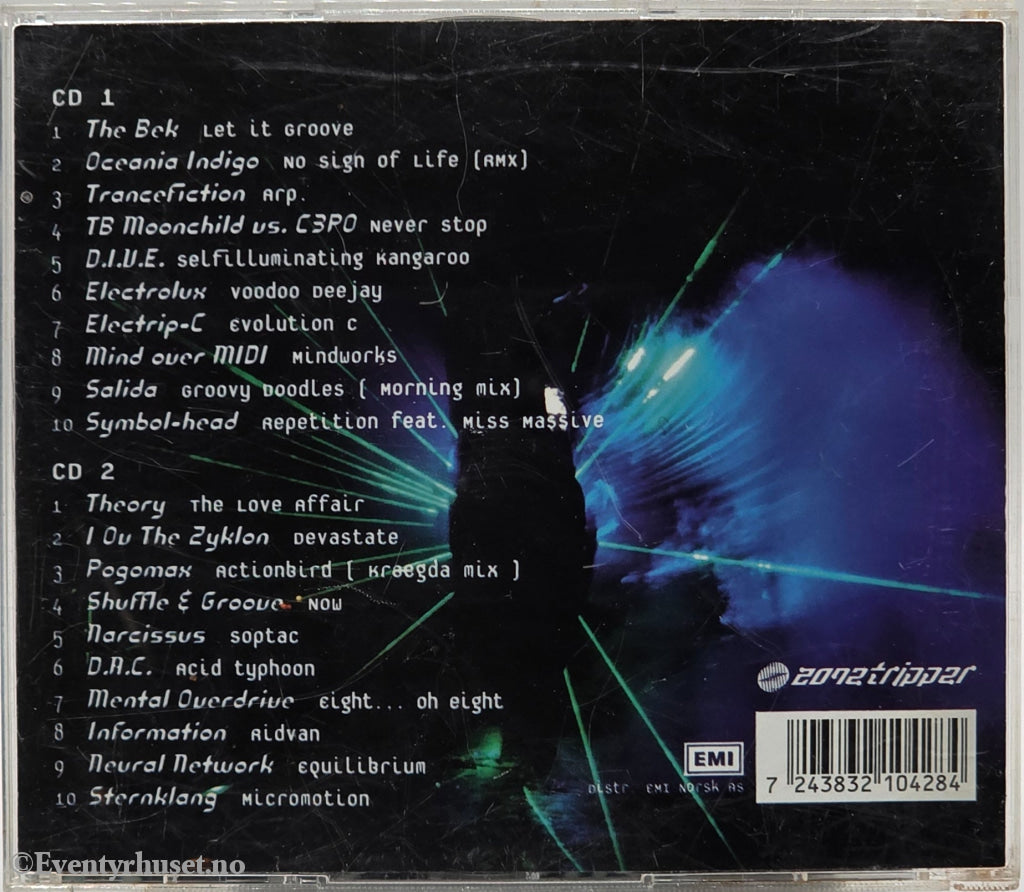 CD 1
1 The Bek Let it Groove
2 Oceania Indigo No sign of Life (RMX)
3 Trancefiction Arp.
4 TB Moonchild vs. C3PO Never stop
5 D.I.V.E. selfilluminating Kangaroo
6 Electrolux Voodoo Deejay
7 Electrip-C Evolution c
8 Mind over MIDI Mindworks
9 Salida Groovy Doodles ( Morning mix)
10 Symbol-head Repetition feat. Miss Ma$$ive
CD 2
1 Theory The Love Affair
2 I Ov The Zyklon Devastate
3 Pogomax Actionbird ( Kraegda mix )
4 Shuffle & Groove Now
5 Narcissus soptac
6 D.A.C. Acid typhoon
7 Mental Overdrive Eight... oh eight
8 Information Ridvan
9 Neural Network Equilibrium
10 Sternklang Micromotion
zonetripper
EMI
Distr. EMI Norsk AS
7 243832 104284
©Eventyrhuset.no